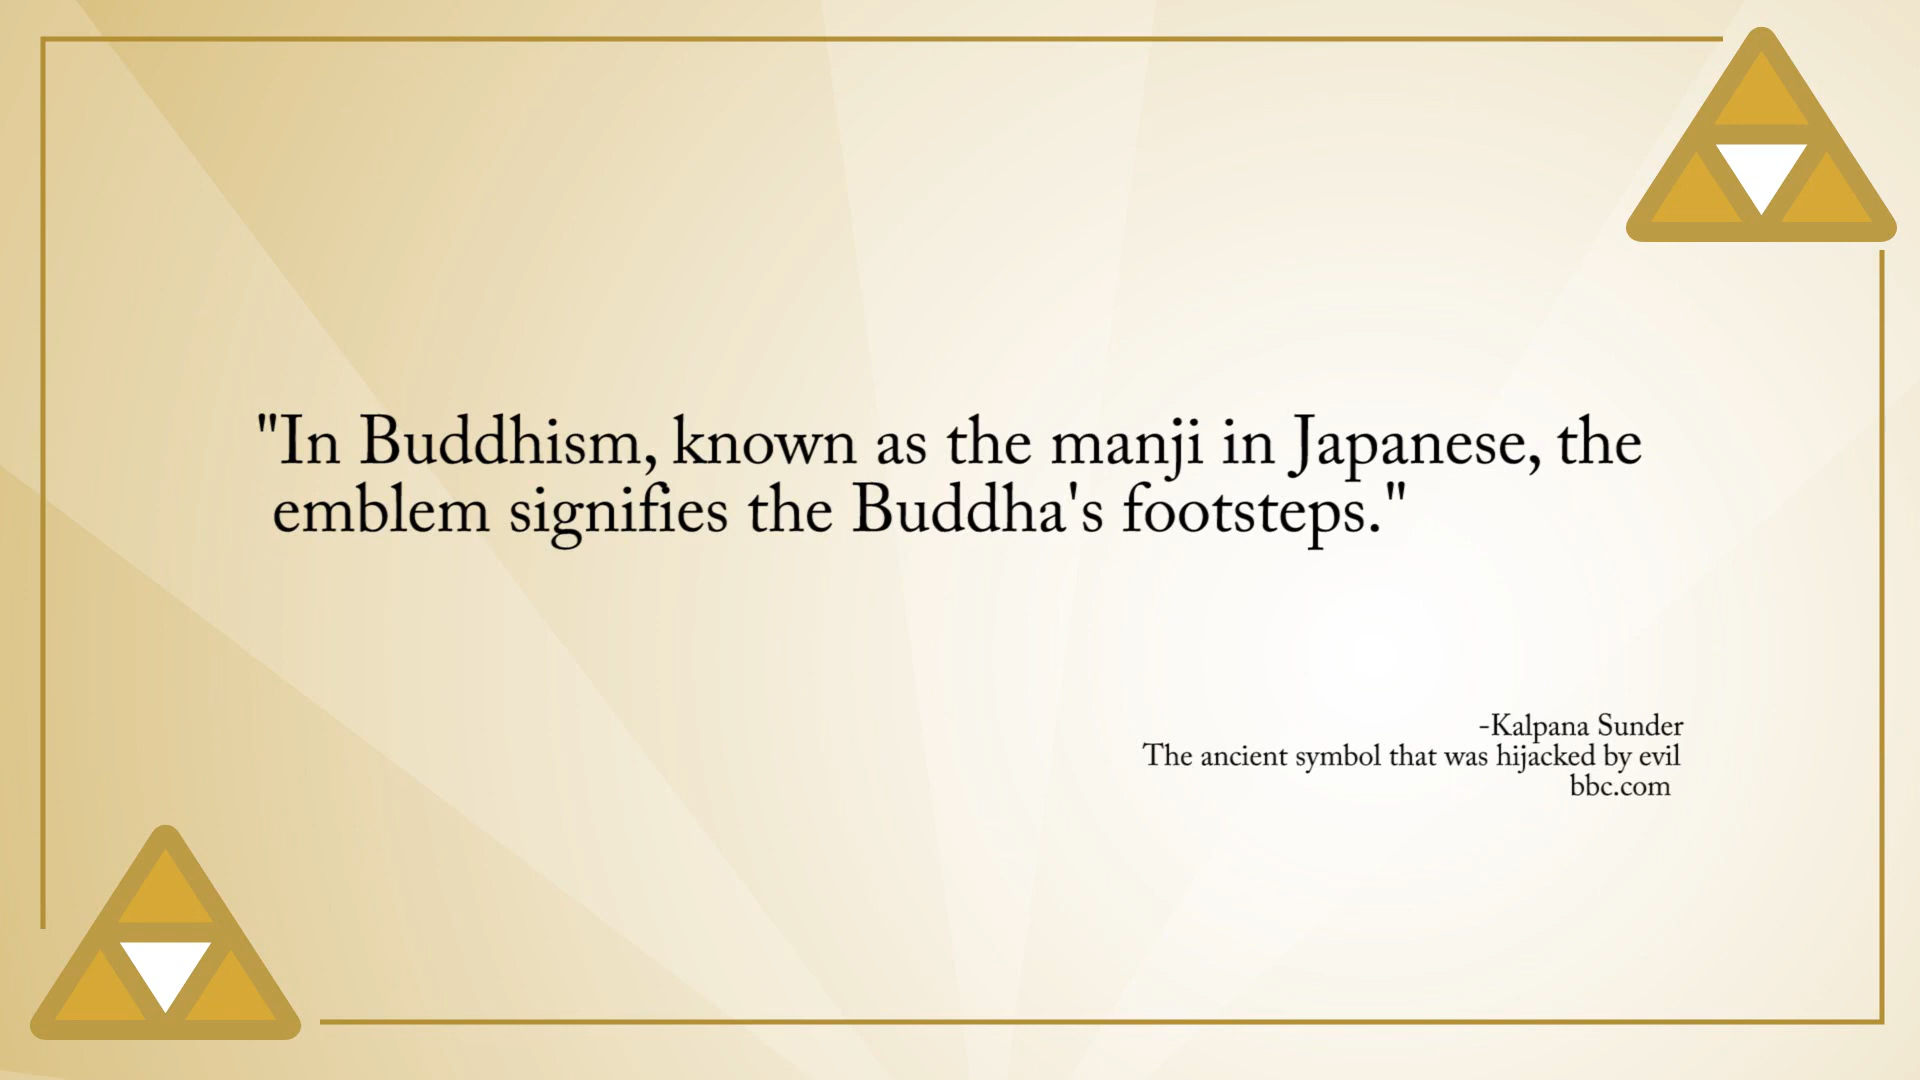 "In Buddhism, known as the manji in Japanese, the
emblem signifies the Buddha's footsteps."
-Kalpana Sunder
The ancient symbol that was hijacked by evil
bbc.com